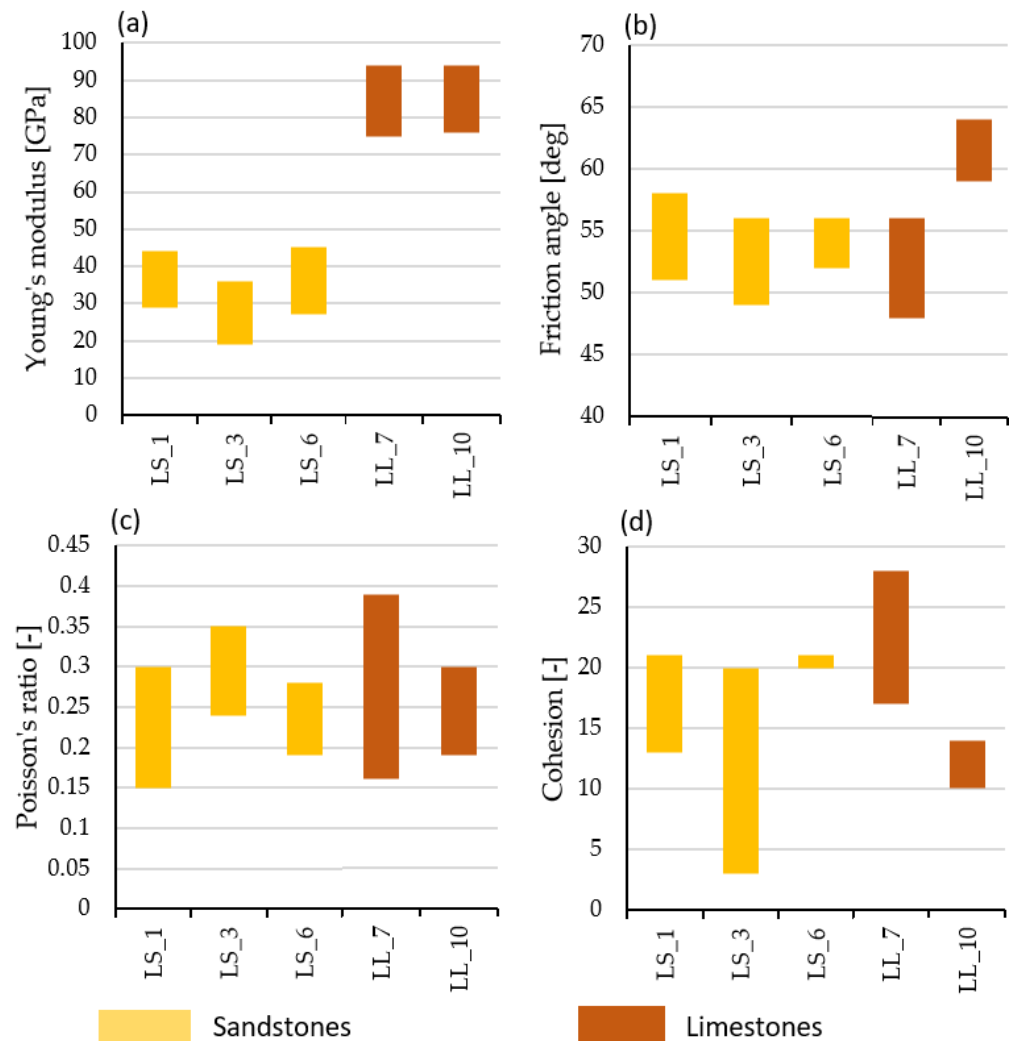 (a)
Young's modulus [GPa]
100
90
80
70
60
50
40
30
20
10
0
LS_1
LS_3
LS_6
LL_7
LL_10
(b)
Friction angle [deg]
70
65
60
55
50
45
40
LS_1
LS_3
LS_6
LL_7
LL_10
(c)
Poisson's ratio [-]
0.45
0.4
0.35
0.3
0.25
0.2
0.15
0.1
0.05
0
LS_1
LS_3
LS_6
LL_7
LL_10
(d)
Cohesion [-]
30
25
20
15
10
5
0
LS_1
LS_3
LS_6
LL_7
LL_10
Sandstones
Limestones